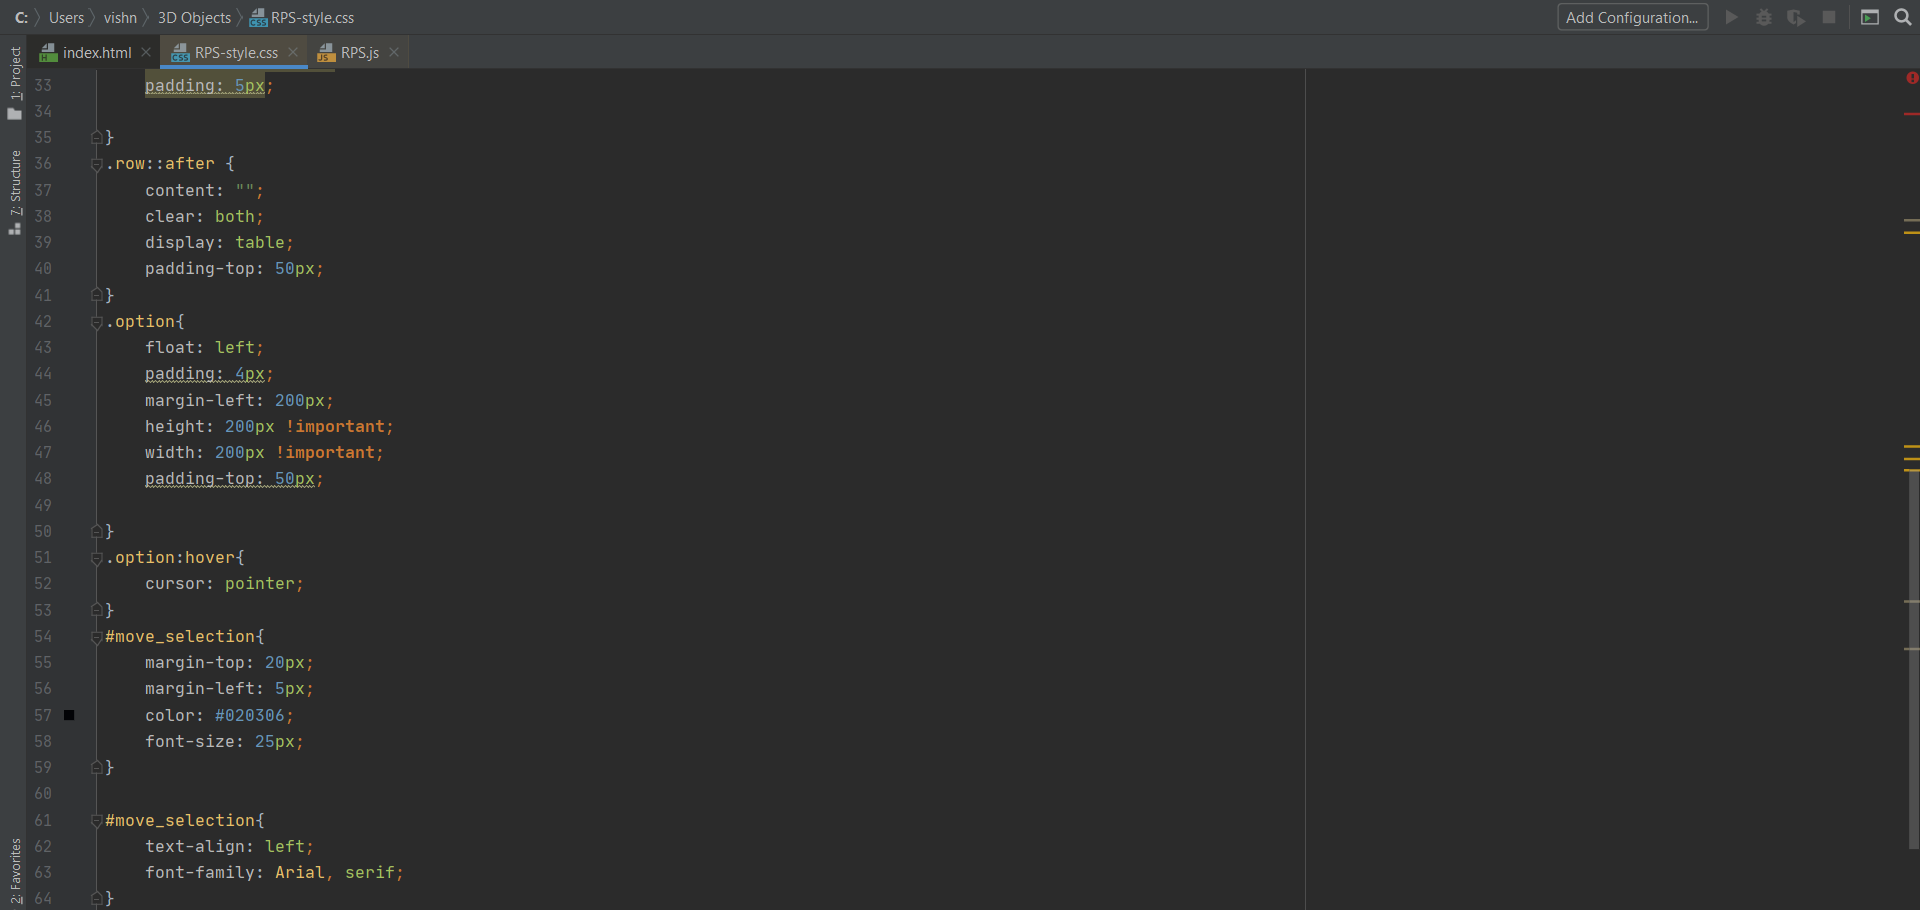 C: Users vishn 3D Objects RPS-style.css Add Configuration...
index.html RPS-style.css RPS.js
1: Project
7: Structure
2: Favorites
33 padding: 5px;
34
35 }
36 .row::after {
37 content: "";
38 clear: both;
39 display: table;
40 padding-top: 50px;
41 }
42 .option{
43 float: left;
44 padding: 4px;
45 margin-left: 200px;
46 height: 200px !important;
47 width: 200px !important;
48 padding-top: 50px;
49
50 }
51 .option:hover{
52 cursor: pointer;
53 }
54 #move_selection{
55 margin-top: 20px;
56 margin-left: 5px;
57 color: #020306;
58 font-size: 25px;
59 }
60
61 #move_selection{
62 text-align: left;
63 font-family: Arial, serif;
64 }